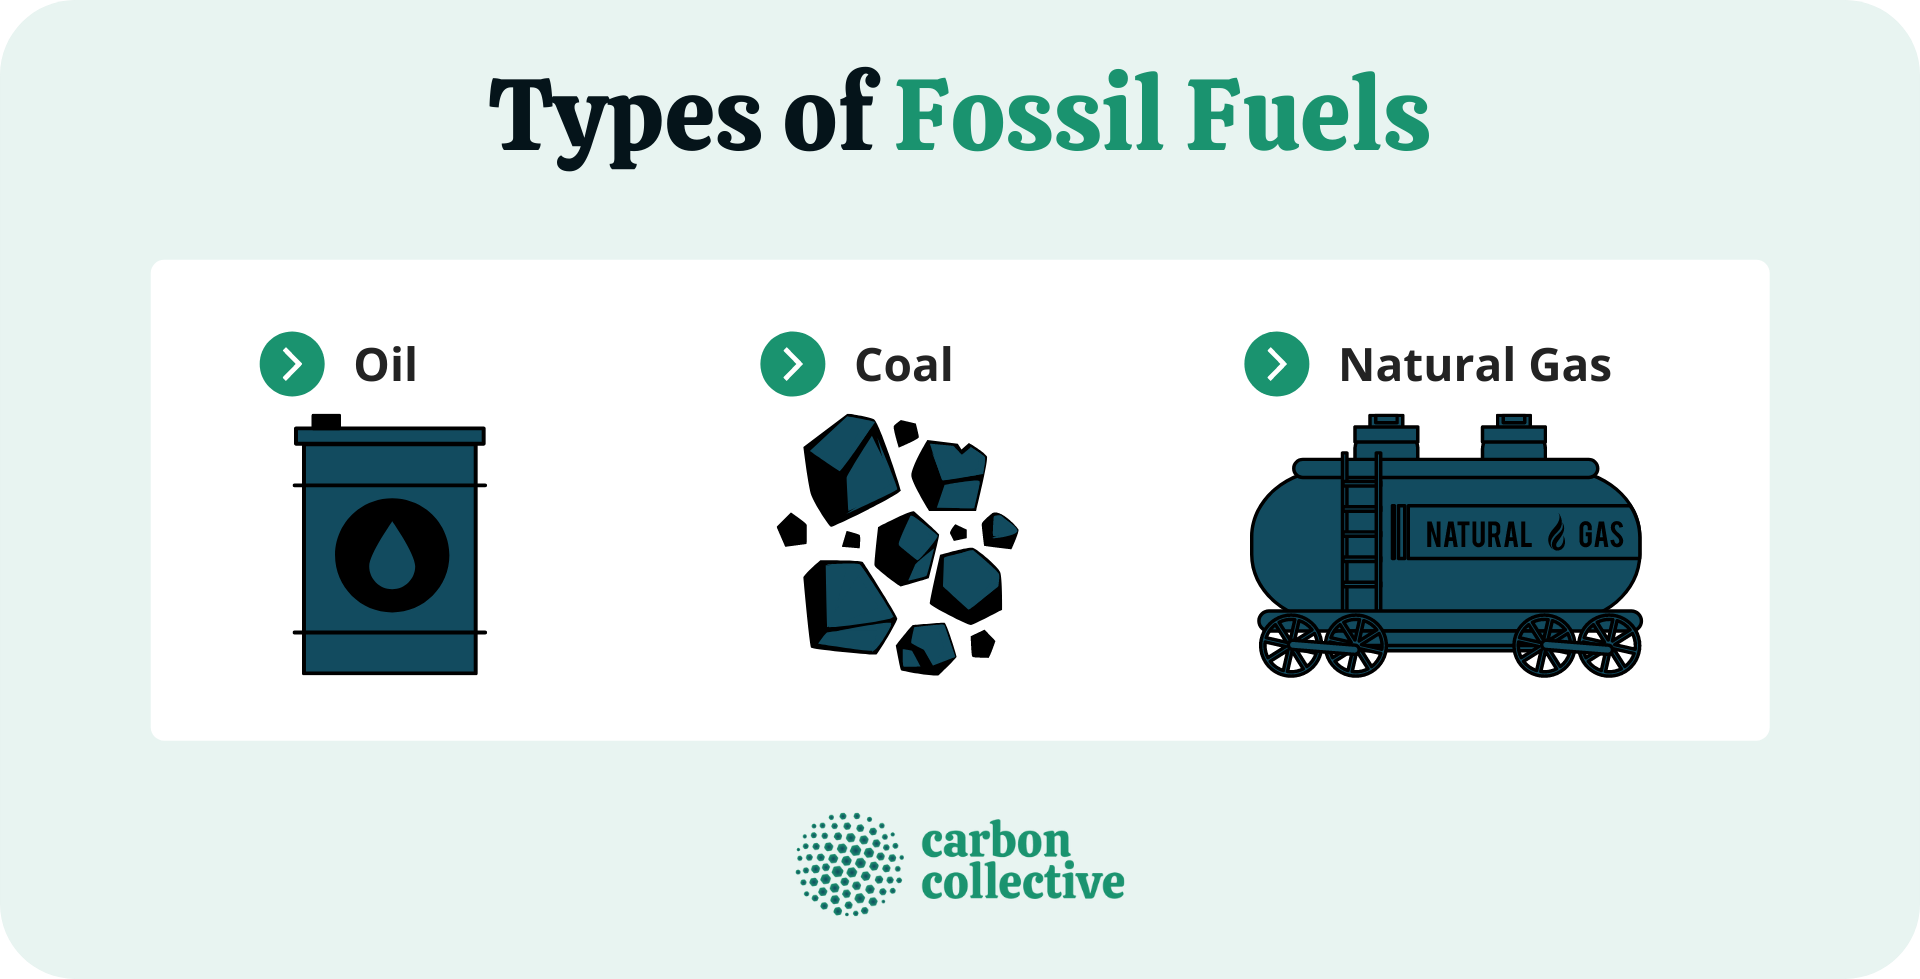 Types of Fossil Fuels
Oil
Coal
Natural Gas
NATURAL GAS
carbon
collective